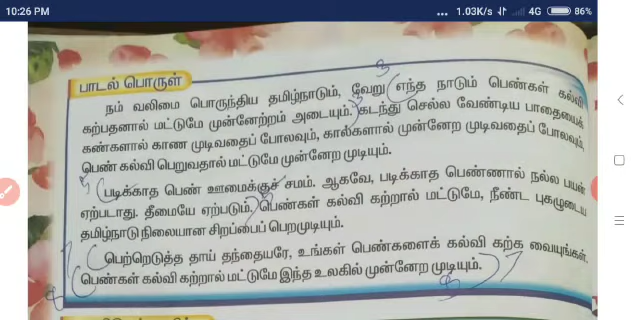 10:26 PM ... 1.03K/s 4G 86%
பாடல் பொருள்
நம் வலிமை பொருந்திய தமிழ்நாடும், வேறு எந்த நாடும் பெண்கள் கல்வி
கற்பதனால் மட்டுமே முன்னேற்றம் அடையும். கடந்து செல்ல வேண்டிய பாதையைக்
கண்களால் காண முடிவதைப் போலவும், கால்களால் முன்னேற முடிவதைப் போலவும்,
பெண் கல்வி பெறுவதால் மட்டுமே முன்னேற முடியும்.
படிக்காத பெண் ஊமைக்குச் சமம். ஆகவே, படிக்காத பெண்ணால் நல்ல பயன்
ஏற்படாது. தீமையே ஏற்படும். பெண்கள் கல்வி கற்றால் மட்டுமே, நீண்ட புகழுடைய
தமிழ்நாடு நிலையான சிறப்பைப் பெறமுடியும்.
பெற்றெடுத்த தாய் தந்தையரே, உங்கள் பெண்களைக் கல்வி கற்க வையுங்கள்.
பெண்கள் கல்வி கற்றால் மட்டுமே இந்த உலகில் முன்னேற முடியும்.